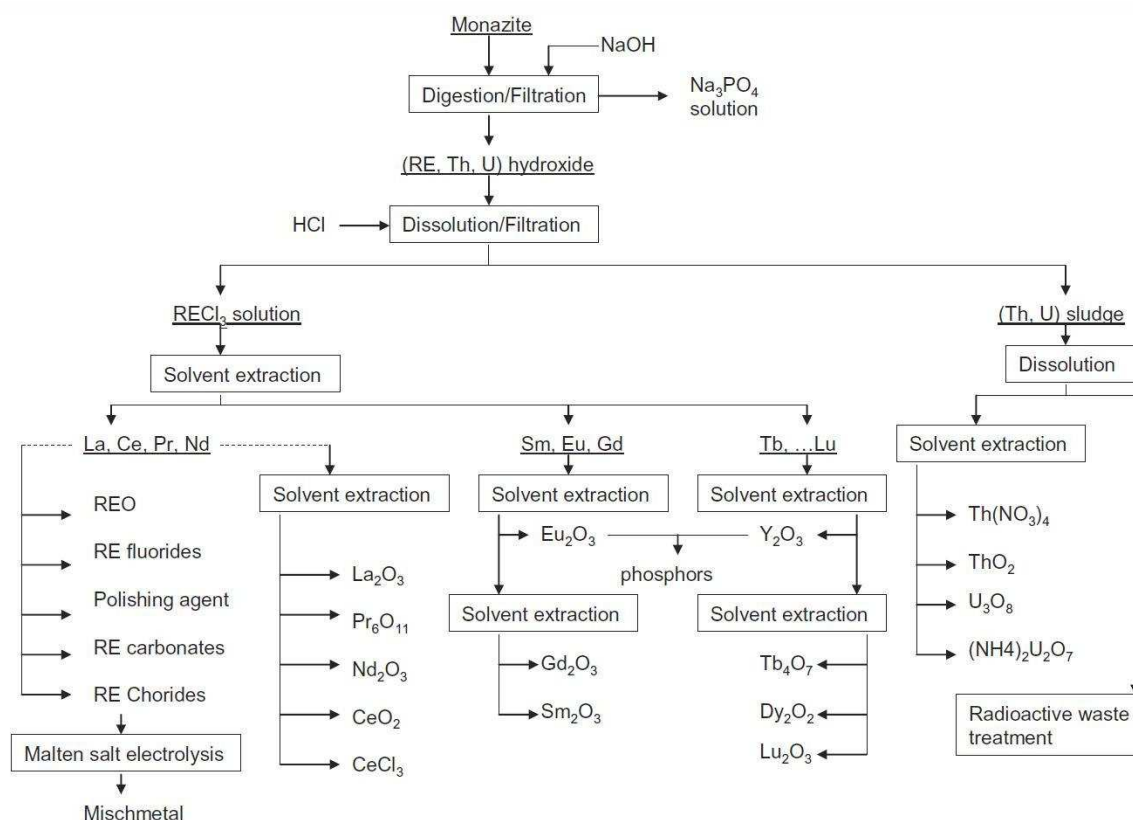 Monazite
NaOH
Digestion/Filtration
Na₃PO₄
solution
(RE, Th, U) hydroxide
HCl
Dissolution/Filtration
RECl₃ solution
(Th, U) sludge
Solvent extraction
Dissolution
La, Ce, Pr, Nd
Sm, Eu, Gd
Tb, ...Lu
Solvent extraction
Solvent extraction
Solvent extraction
Solvent extraction
REO
RE fluorides
Polishing agent
RE carbonates
RE Chorides
Malten salt electrolysis
Mischmetal
La₂O₃
Pr₆O₁₁
Nd₂O₃
CeO₂
CeCl₃
Eu₂O₃
Y₂O₃
phosphors
Solvent extraction
Solvent extraction
Gd₂O₃
Sm₂O₃
Tb₄O₇
Dy₂O₂
Lu₂O₃
Th(NO₃)₄
ThO₂
U₃O₈
(NH4)₂U₂O₇
Radioactive waste
treatment